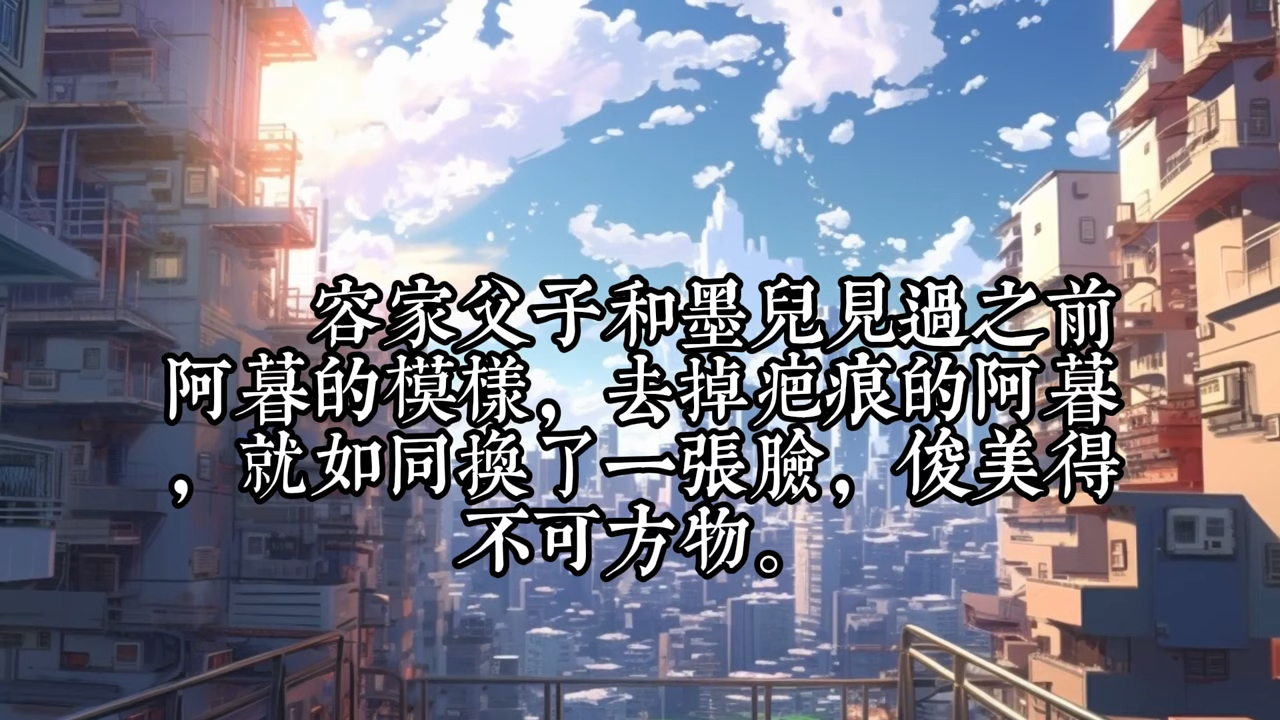 容家父子和墨兒見過之前
阿暮的模樣，去掉疤痕的阿暮
，就如同換了一張臉，俊美得
不可方物。